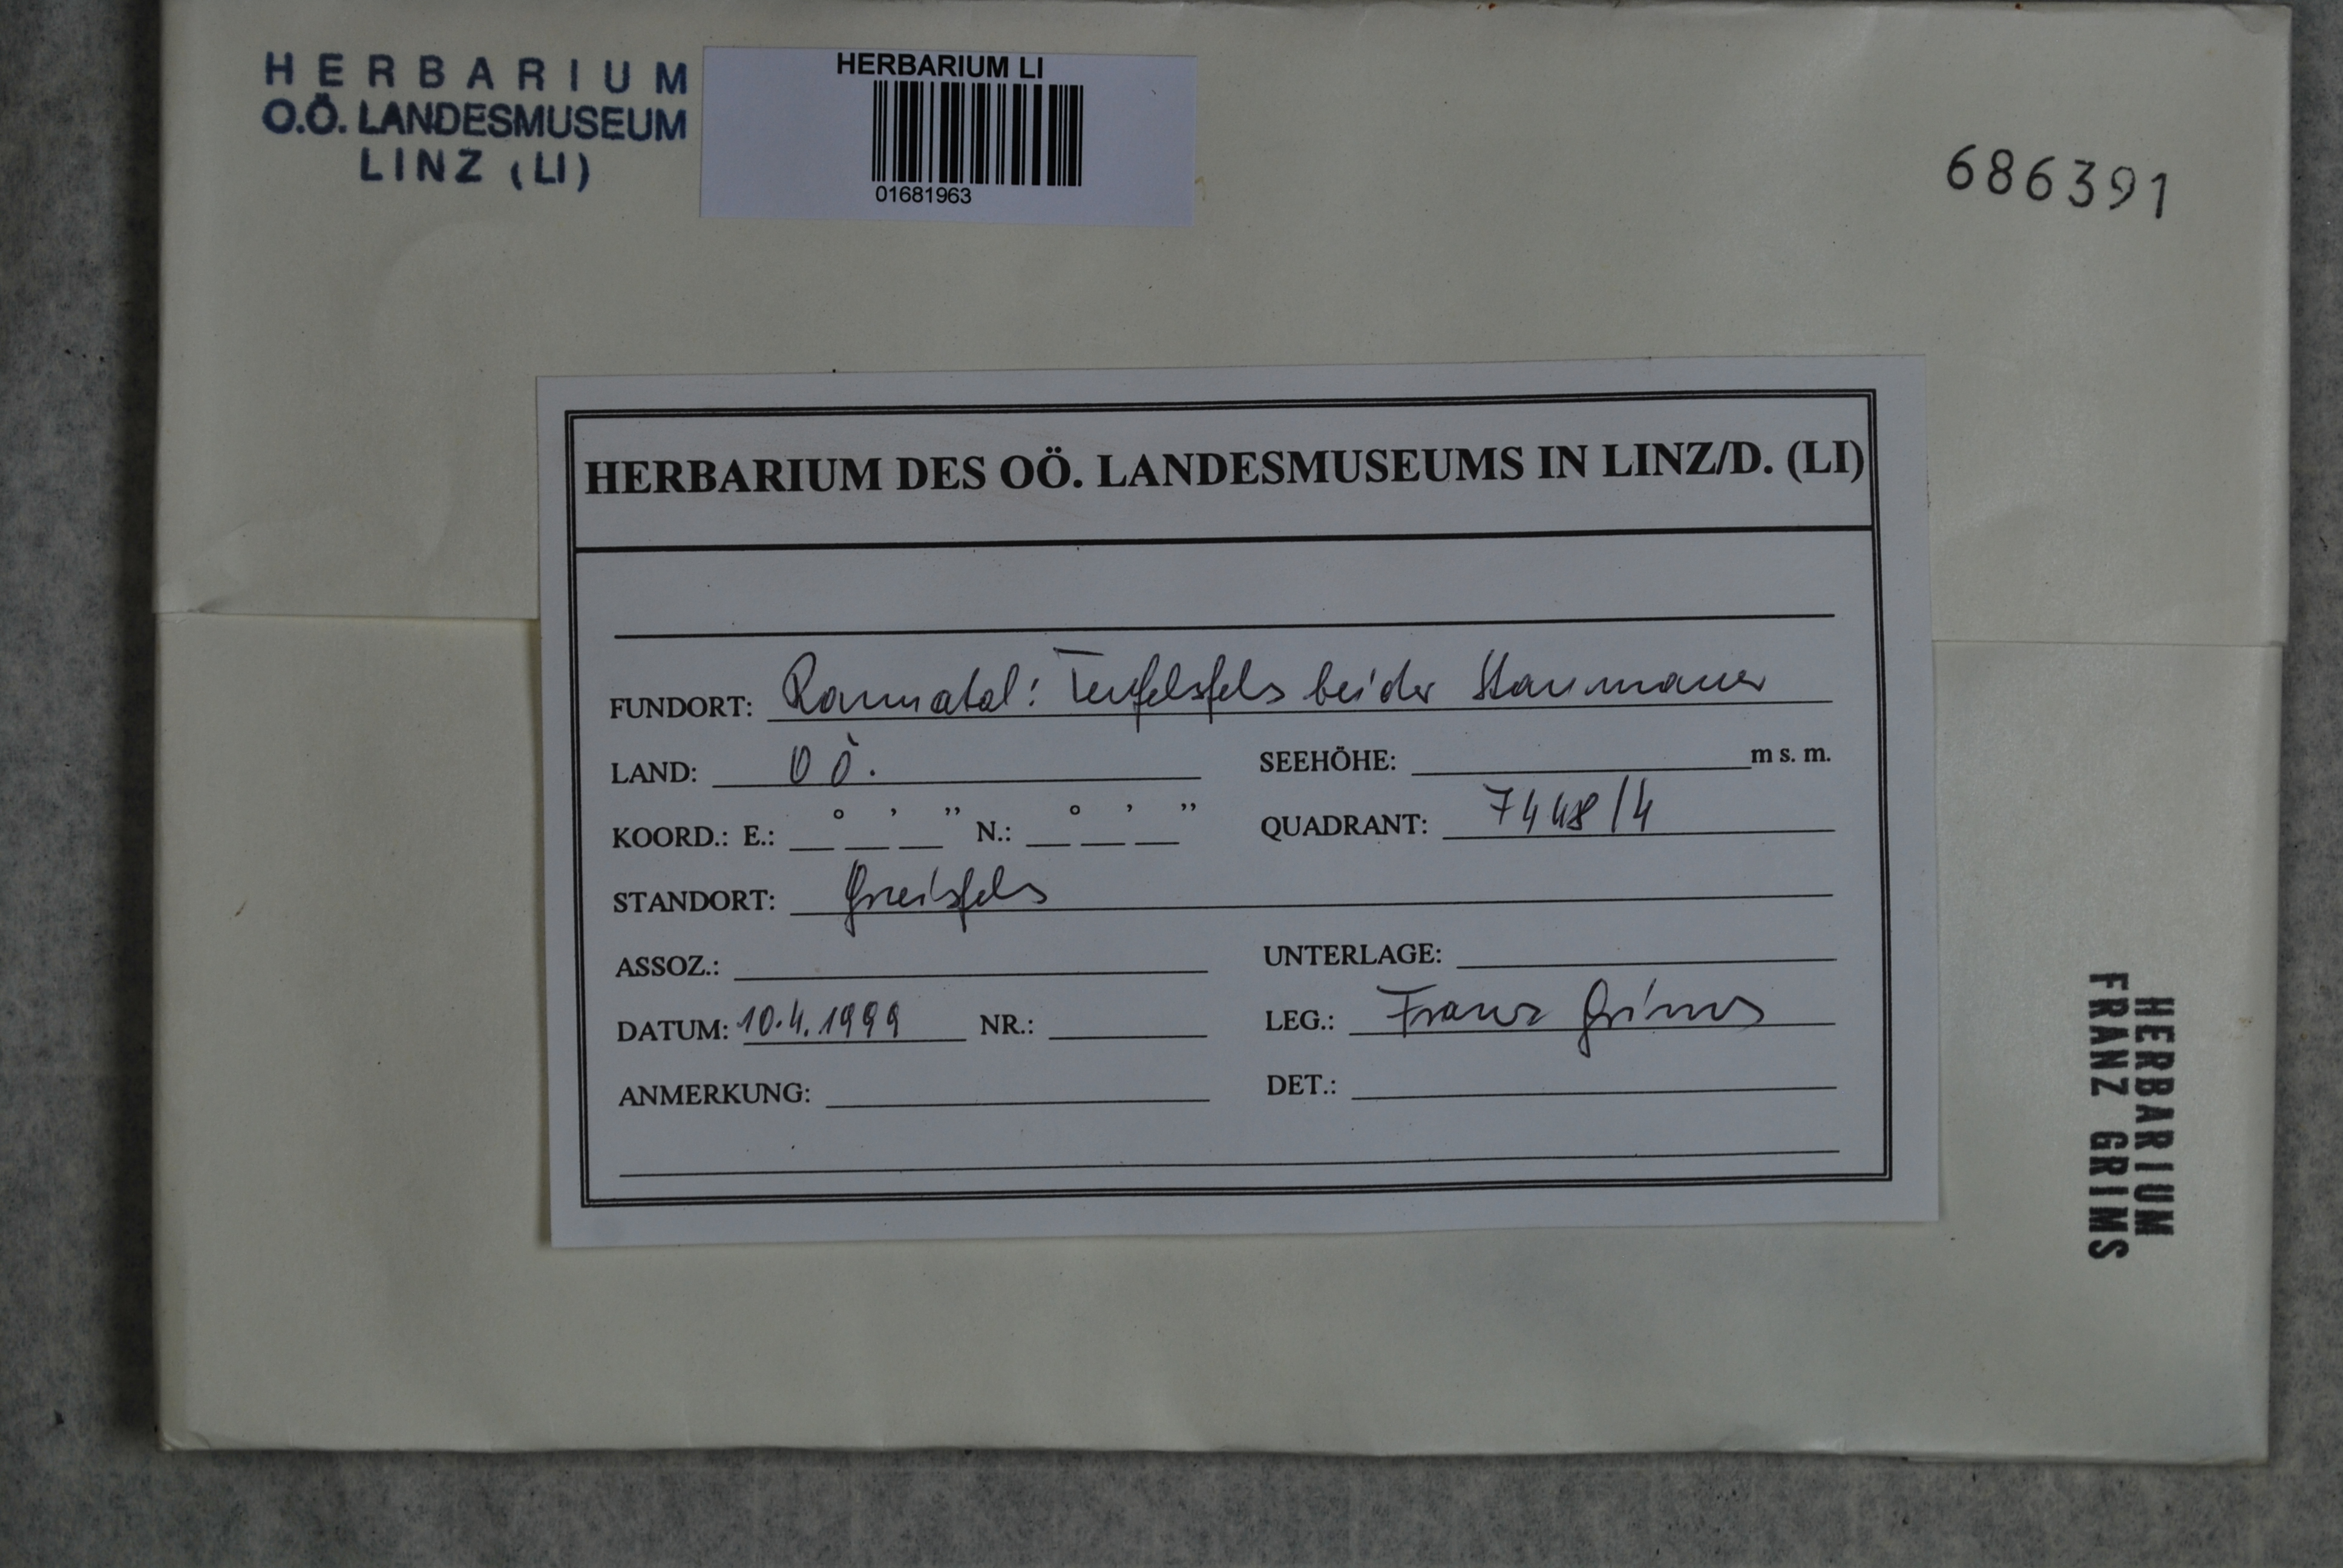 HERBARIUM
O.Ö. LANDESMUSEUM
LINZ (LI)
HERBARIUM LI
01681963
686391
HERBARIUM DES OÖ. LANDESMUSEUMS IN LINZ/D. (LI)
FUNDORT: Rannatal: Teufelsfels bei der Staumauer
LAND: OÖ. SEEHÖHE: m s. m.
KOORD.: E.: ° ’ ” N.: ° ’ ” QUADRANT: 7448/4
STANDORT: Gneisfels
ASSOZ.: UNTERLAGE:
DATUM: 10.4.1999 NR.: LEG.: Franz Grims
ANMERKUNG: DET.:
HERBARIUM
FRANZ GRIMS